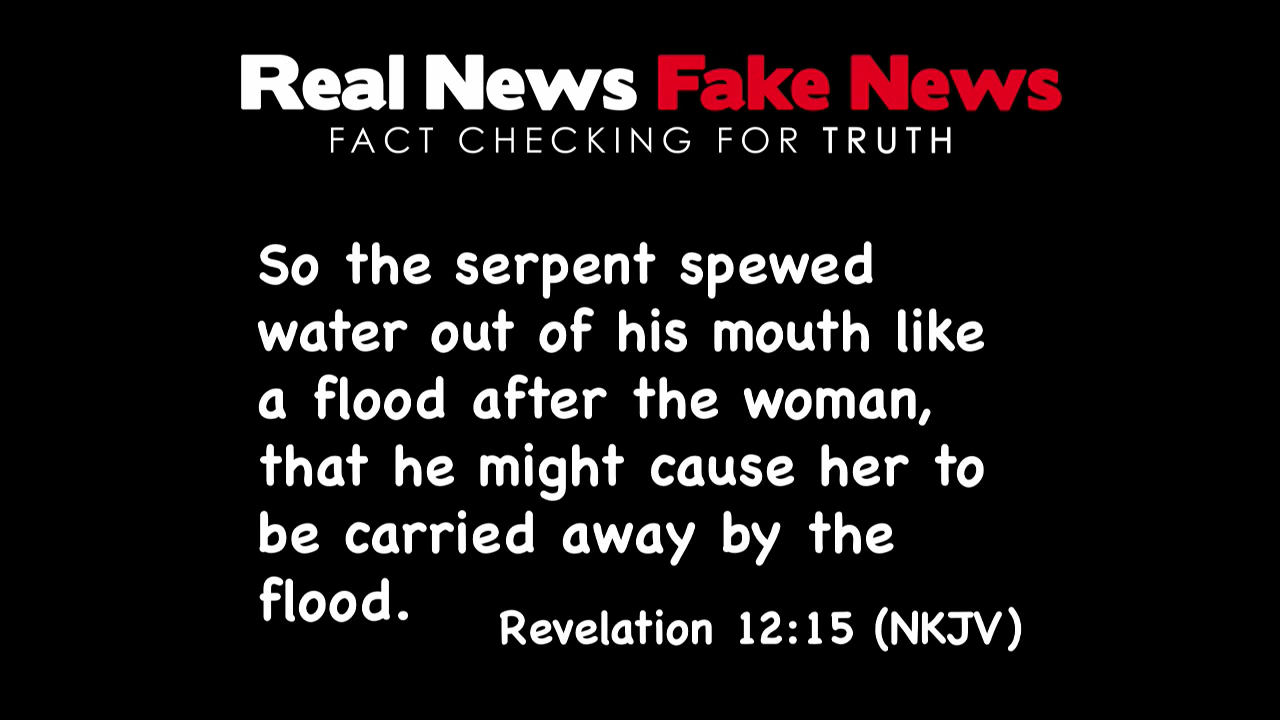 Real News Fake News
FACT CHECKING FOR TRUTH
So the serpent spewed
water out of his mouth like
a flood after the woman,
that he might cause her to
be carried away by the
flood.
Revelation 12:15 (NKJV)